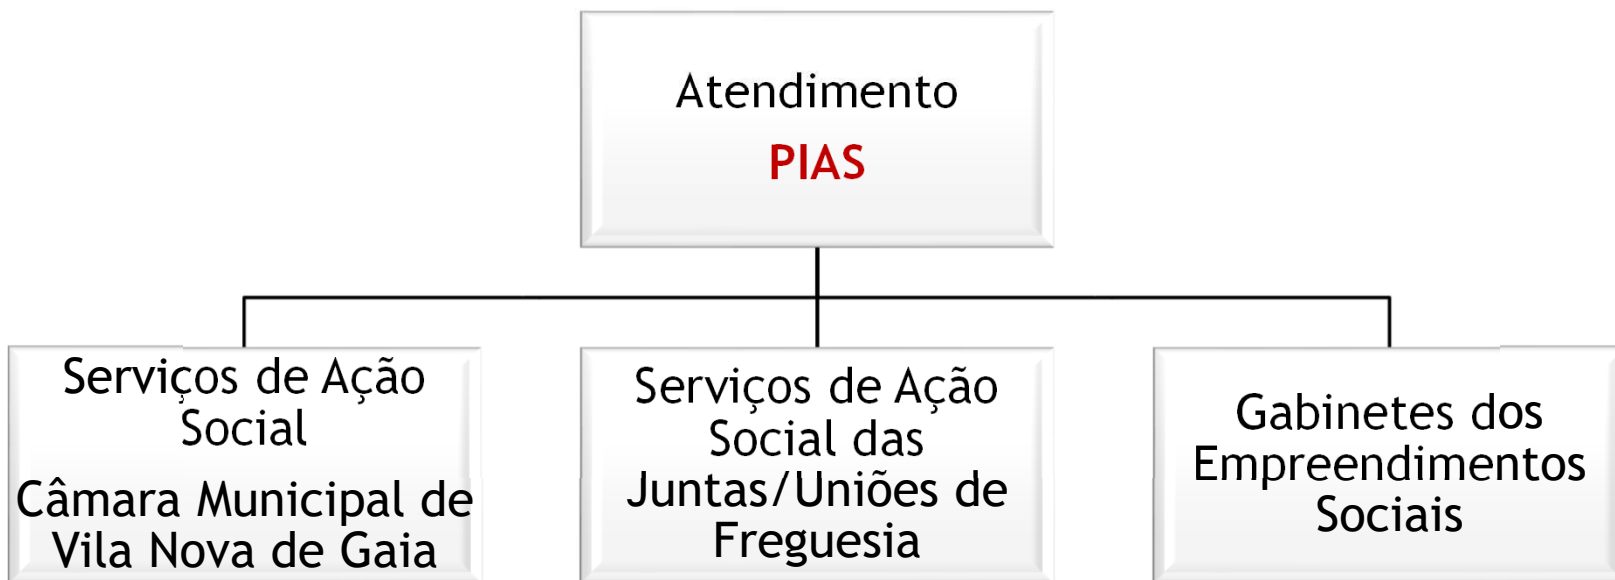 Atendimento
PIAS
Serviços de Ação
Social
Câmara Municipal de
Vila Nova de Gaia
Serviços de Ação
Social das
Juntas/Uniões de
Freguesia
Gabinetes dos
Empreendimentos
Sociais